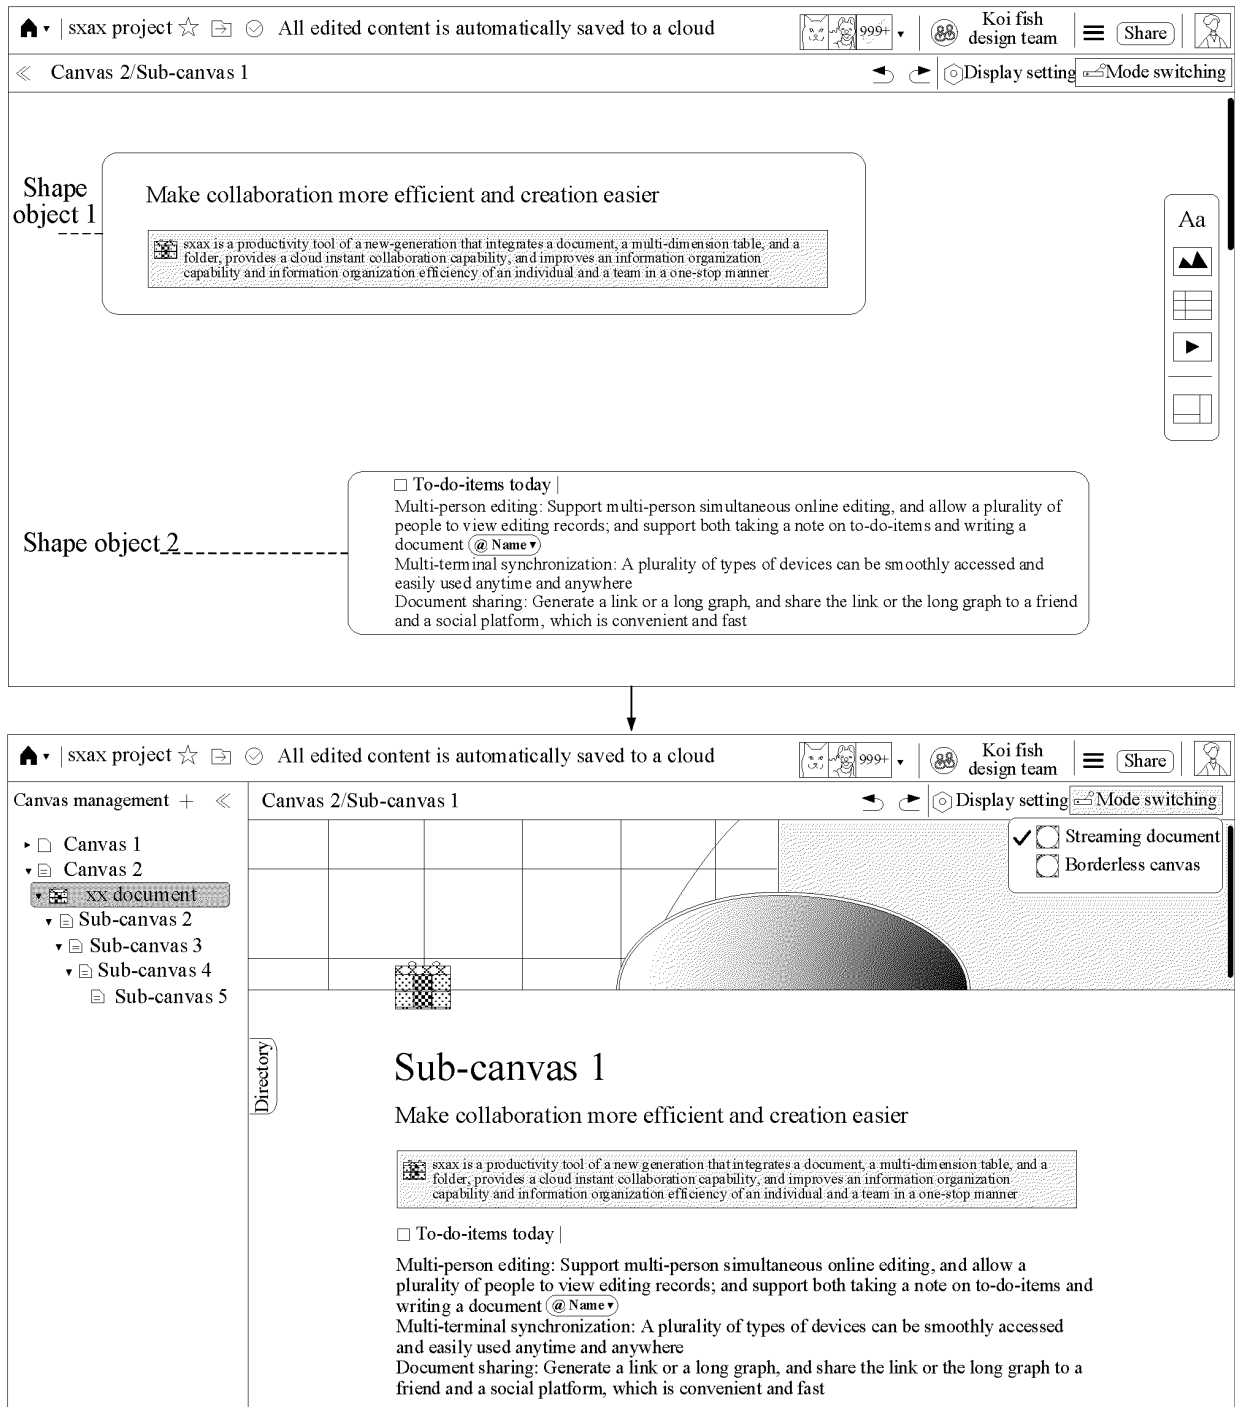 sxax project All edited content is automatically saved to a cloud 999+ Koi fish design team Share
Canvas 2/Sub-canvas 1 Display setting Mode switching
Shape object 1
Make collaboration more efficient and creation easier
sxax is a productivity tool of a new-generation that integrates a document, a multi-dimension table, and a
folder, provides a cloud instant collaboration capability, and improves an information organization
capability and information organization efficiency of an individual and a team in a one-stop manner
Aa
Shape object 2
To-do-items today
Multi-person editing: Support multi-person simultaneous online editing, and allow a plurality of
people to view editing records; and support both taking a note on to-do-items and writing a
document @ Name
Multi-terminal synchronization: A plurality of types of devices can be smoothly accessed and
easily used anytime and anywhere
Document sharing: Generate a link or a long graph, and share the link or the long graph to a friend
and a social platform, which is convenient and fast
sxax project All edited content is automatically saved to a cloud 999+ Koi fish design team Share
Canvas management + Canvas 2/Sub-canvas 1 Display setting Mode switching
Streaming document
Borderless canvas
Canvas 1
Canvas 2
xx document
Sub-canvas 2
Sub-canvas 3
Sub-canvas 4
Sub-canvas 5
Directory
Sub-canvas 1
Make collaboration more efficient and creation easier
sxax is a productivity tool of a new generation that integrates a document, a multi-dimension table, and a
folder, provides a cloud instant collaboration capability, and improves an information organization
capability and information organization efficiency of an individual and a team in a one-stop manner
To-do-items today
Multi-person editing: Support multi-person simultaneous online editing, and allow a
plurality of people to view editing records; and support both taking a note on to-do-items and
writing a document @ Name
Multi-terminal synchronization: A plurality of types of devices can be smoothly accessed
and easily used anytime and anywhere
Document sharing: Generate a link or a long graph, and share the link or the long graph to a
friend and a social platform, which is convenient and fast